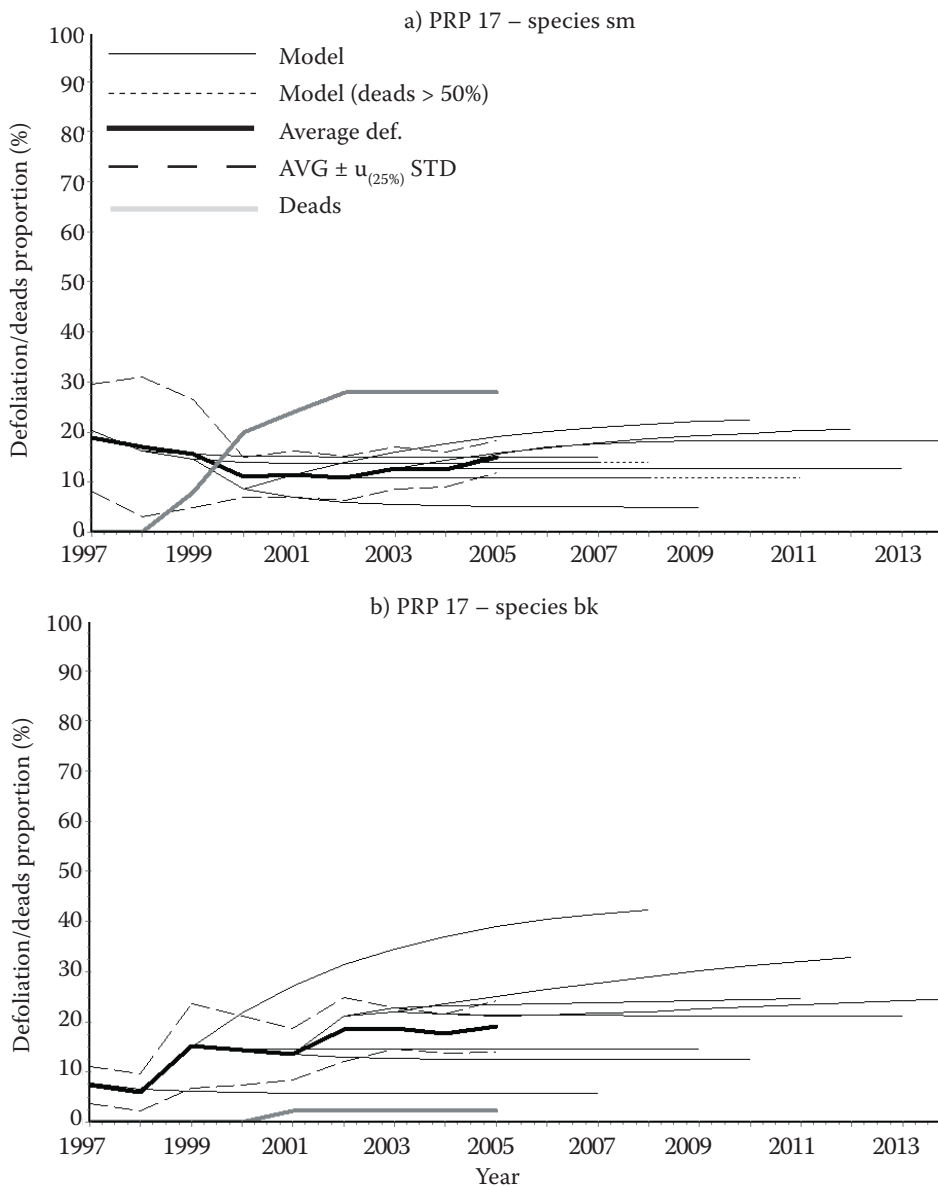 a) PRP 17 – species sm
Defoliation/deads proportion (%)
100
90
80
70
60
50
40
30
20
10
0
Model
Model (deads > 50%)
Average def.
AVG ± u(25%) STD
Deads
1997 1999 2001 2003 2005 2007 2009 2011 2013
b) PRP 17 – species bk
Defoliation/deads proportion (%)
100
90
80
70
60
50
40
30
20
10
0
1997 1999 2001 2003 2005 2007 2009 2011 2013
Year